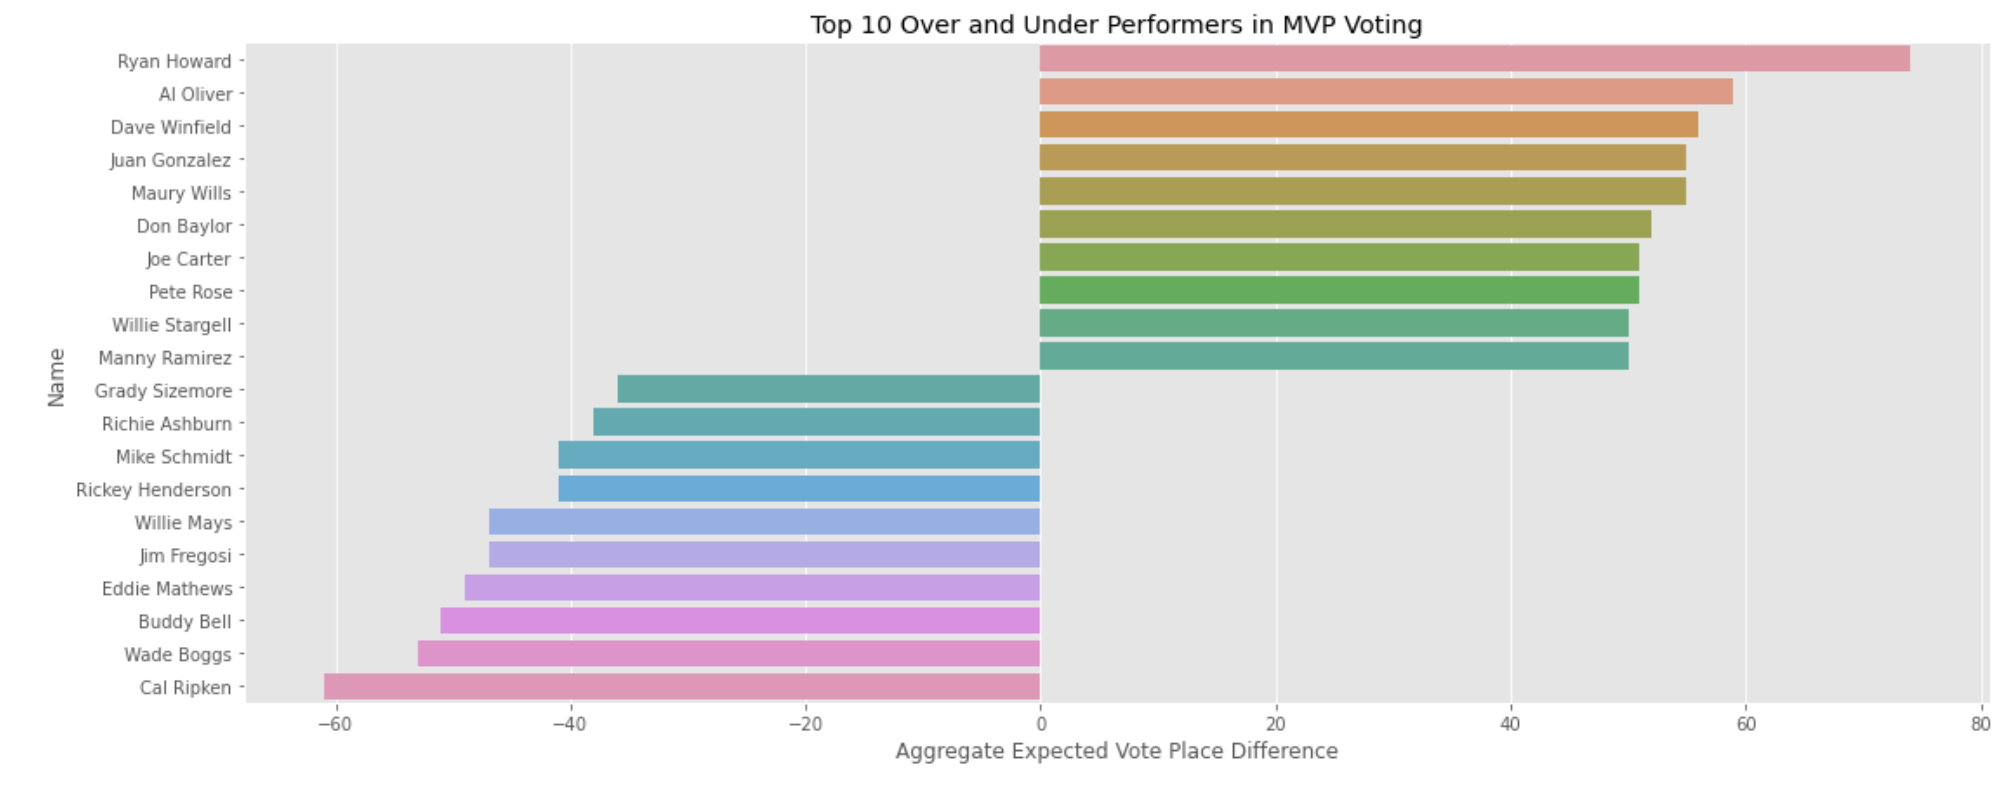 Top 10 Over and Under Performers in MVP Voting
Ryan Howard
Al Oliver
Dave Winfield
Juan Gonzalez
Maury Wills
Don Baylor
Joe Carter
Pete Rose
Willie Stargell
Manny Ramirez
Grady Sizemore
Richie Ashburn
Mike Schmidt
Rickey Henderson
Willie Mays
Jim Fregosi
Eddie Mathews
Buddy Bell
Wade Boggs
Cal Ripken
Name
−60 −40 −20 0 20 40 60 80
Aggregate Expected Vote Place Difference